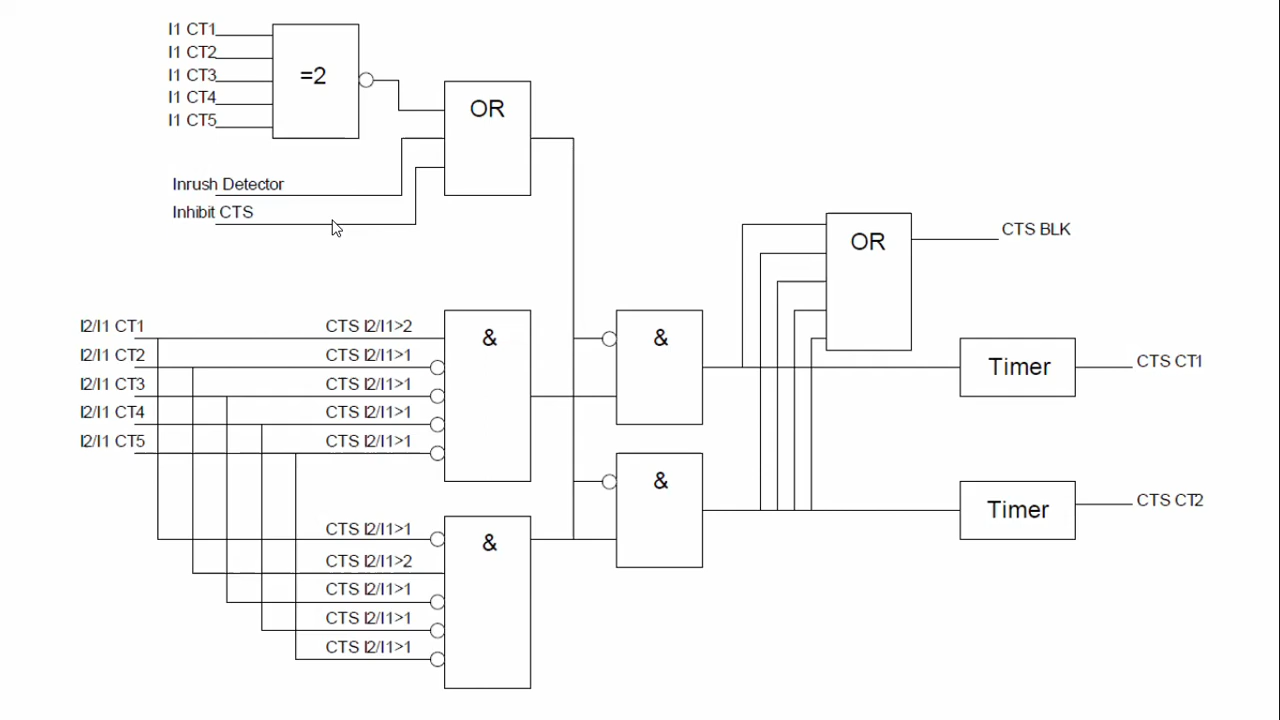 I1 CT1
I1 CT2
I1 CT3
I1 CT4
I1 CT5
=2
OR
Inrush Detector
Inhibit CTS
OR
CTS BLK
I2/I1 CT1
CTS I2/I1>2
I2/I1 CT2
CTS I2/I1>1
I2/I1 CT3
CTS I2/I1>1
I2/I1 CT4
CTS I2/I1>1
I2/I1 CT5
CTS I2/I1>1
&
&
Timer
CTS CT1
CTS I2/I1>1
CTS I2/I1>2
CTS I2/I1>1
CTS I2/I1>1
CTS I2/I1>1
&
&
Timer
CTS CT2